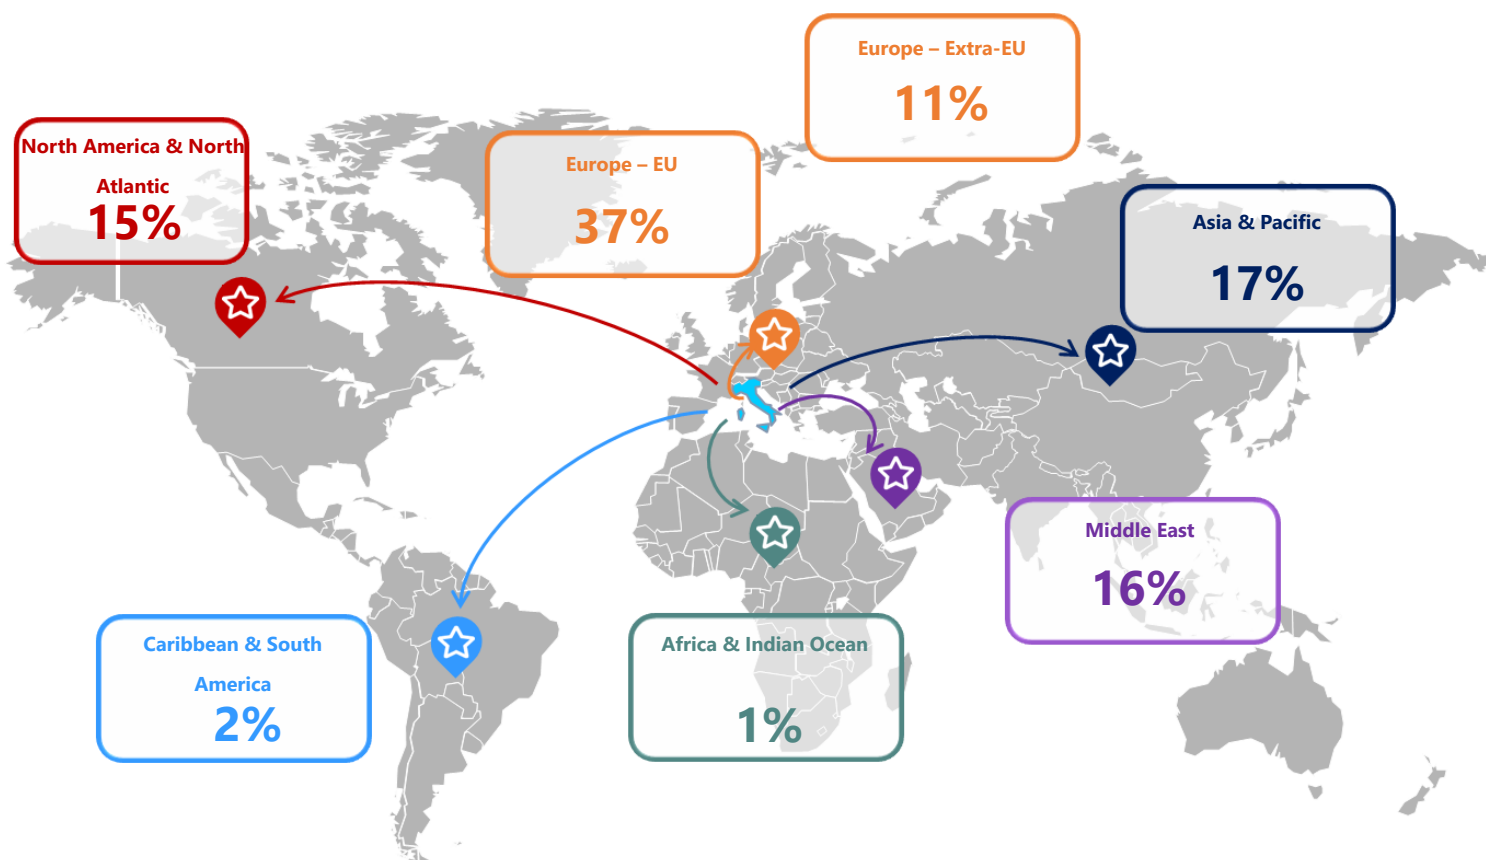 Europe – Extra-EU
11%
North America & North
Atlantic
15%
Europe – EU
37%
Asia & Pacific
17%
Middle East
16%
Caribbean & South
America
2%
Africa & Indian Ocean
1%